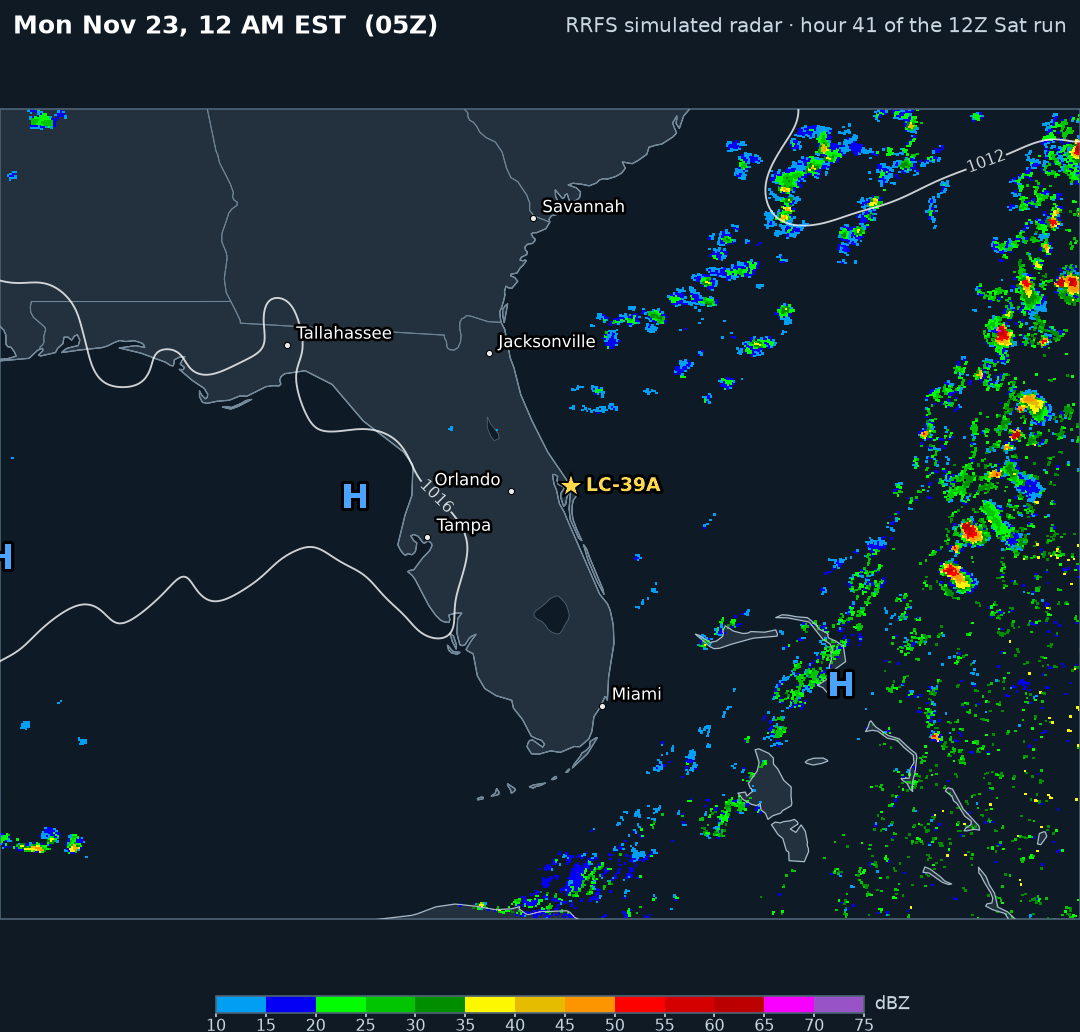 Mon Nov 23, 12 AM EST (05Z)
RRFS simulated radar · hour 41 of the 12Z Sat run
1012
Savannah
Tallahassee
Jacksonville
Orlando
LC-39A
H
1016
Tampa
H
H
Miami
dBZ
10 15 20 25 30 35 40 45 50 55 60 65 70 75